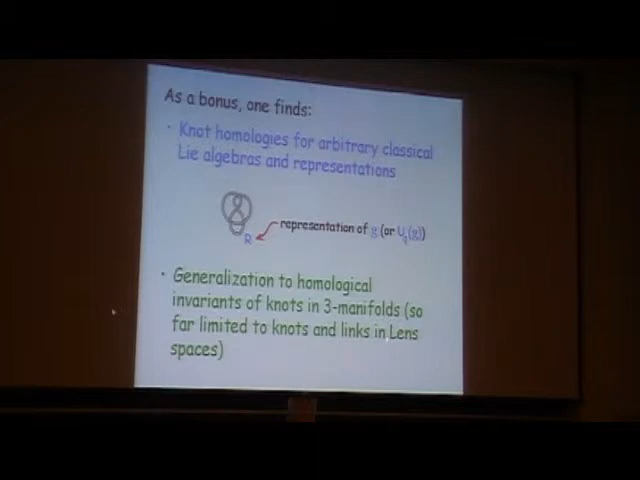 As a bonus, one finds:
• Knot homologies for arbitrary classical
Lie algebras and representations
representation of g (or Uq(g))
R
• Generalization to homological
invariants of knots in 3-manifolds (so
far limited to knots and links in Lens
spaces)